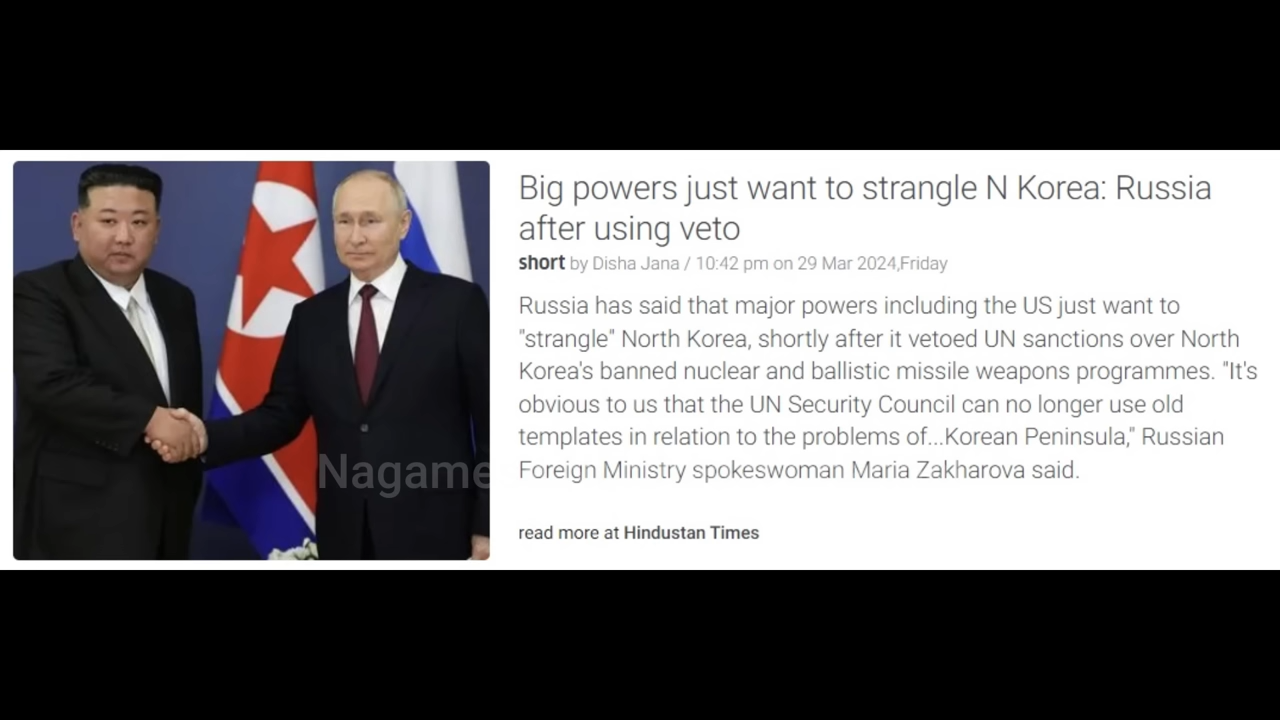 Big powers just want to strangle N Korea: Russia
after using veto
short by Disha Jana / 10:42 pm on 29 Mar 2024,Friday
Russia has said that major powers including the US just want to
"strangle" North Korea, shortly after it vetoed UN sanctions over North
Korea's banned nuclear and ballistic missile weapons programmes. "It's
obvious to us that the UN Security Council can no longer use old
templates in relation to the problems of...Korean Peninsula," Russian
Foreign Ministry spokeswoman Maria Zakharova said.
read more at Hindustan Times
Nagame